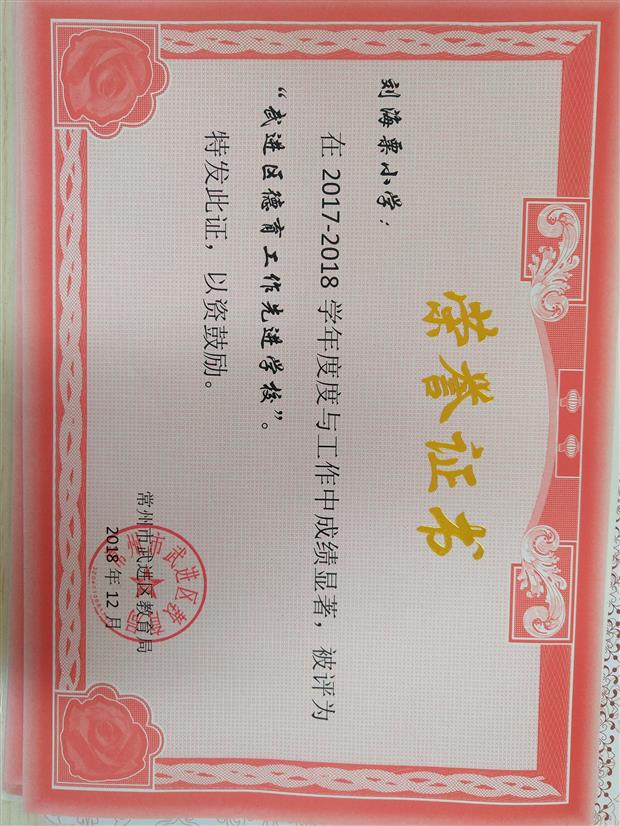 荣誉证书
刘海粟小学：
在 2017-2018 学年度度与工作中成绩显著，被评为
“武进区德育工作先进学校”。
特发此证，以资鼓励。
常州市武进区教育局
2018 年 12 月